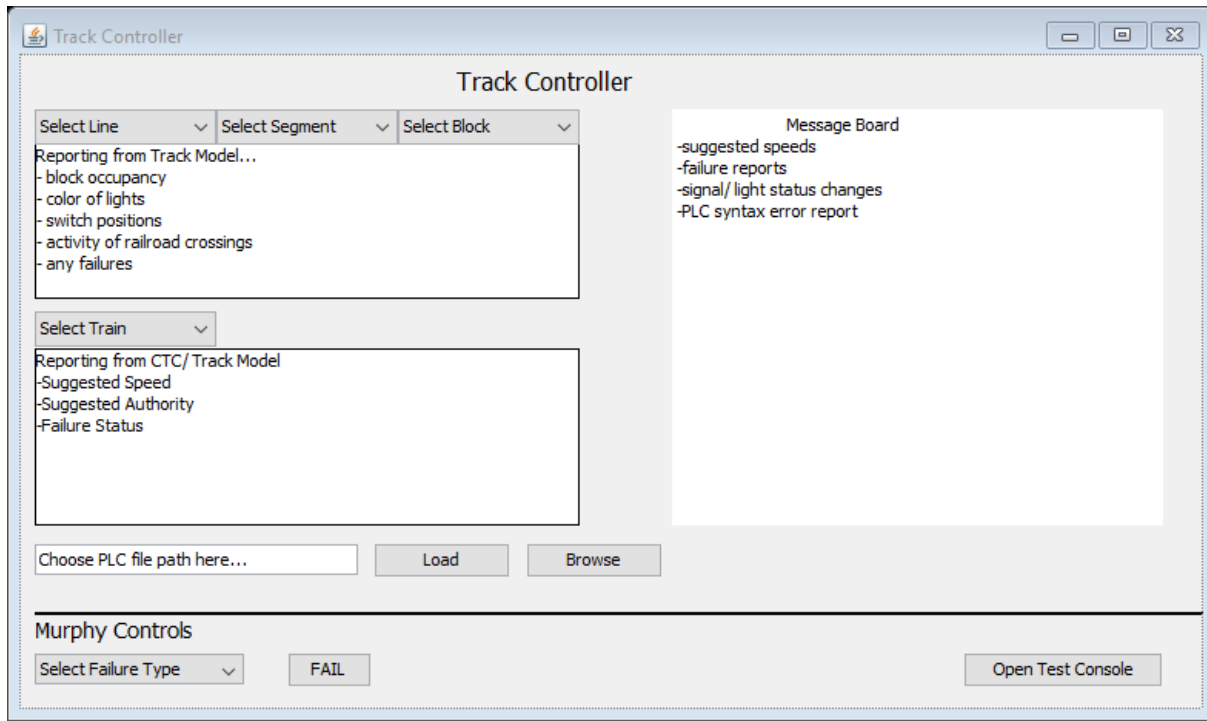 Track Controller
Track Controller
Select Line Select Segment Select Block
Reporting from Track Model...
- block occupancy
- color of lights
- switch positions
- activity of railroad crossings
- any failures
Select Train
Reporting from CTC/ Track Model
-Suggested Speed
-Suggested Authority
-Failure Status
Message Board
-suggested speeds
-failure reports
-signal/ light status changes
-PLC syntax error report
Choose PLC file path here... Load Browse
Murphy Controls
Select Failure Type FAIL Open Test Console